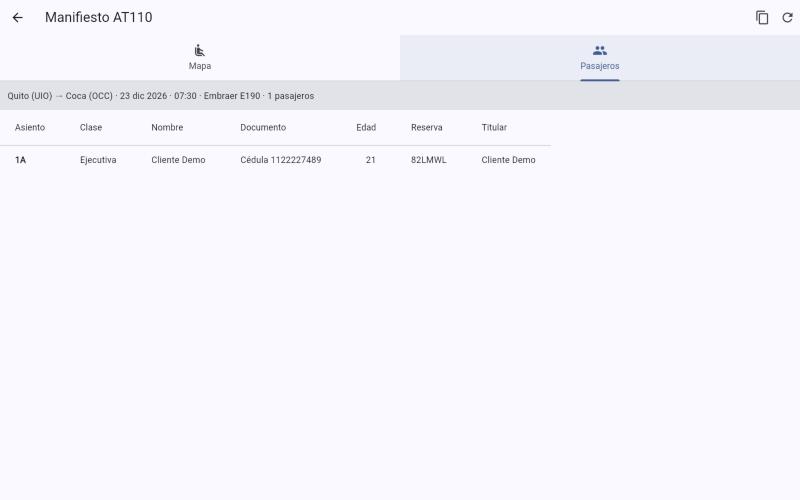 Manifiesto AT110
Mapa
Pasajeros
Quito (UIO) → Coca (OCC) · 23 dic 2026 · 07:30 · Embraer E190 · 1 pasajeros
Asiento Clase Nombre Documento Edad Reserva Titular
1A Ejecutiva Cliente Demo Cédula 1122227489 21 82LMWL Cliente Demo